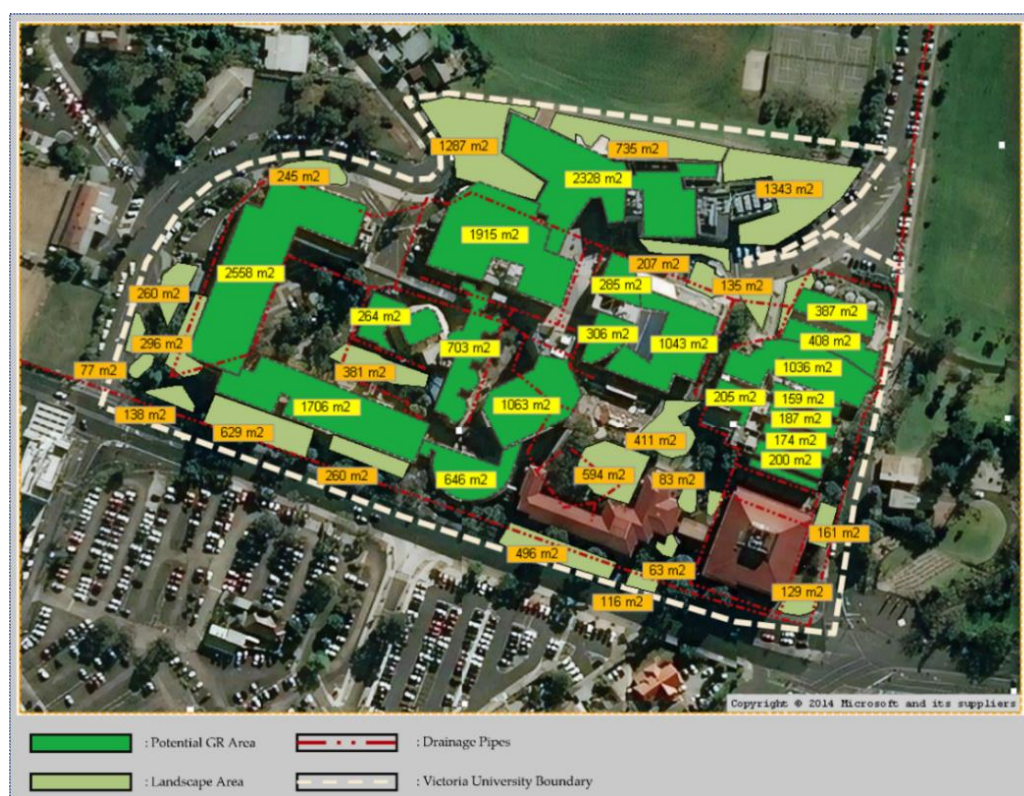 1287 m2
735 m2
245 m2
2328 m2
1343 m2
1915 m2
207 m2
2558 m2
285 m2
135 m2
260 m2
264 m2
306 m2
387 m2
296 m2
703 m2
1043 m2
408 m2
77 m2
381 m2
1036 m2
138 m2
1706 m2
1063 m2
205 m2
159 m2
187 m2
629 m2
411 m2
174 m2
200 m2
260 m2
646 m2
594 m2
83 m2
161 m2
496 m2
63 m2
116 m2
129 m2
Copyright © 2014 Microsoft and its suppliers
: Potential GR Area
: Drainage Pipes
: Landscape Area
: Victoria University Boundary